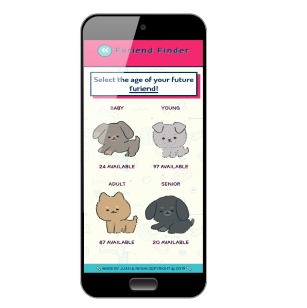 Furiend Finder
Select the age of your future
furiend!
BABY YOUNG
24 AVAILABLE 97 AVAILABLE
ADULT SENIOR
87 AVAILABLE 20 AVAILABLE